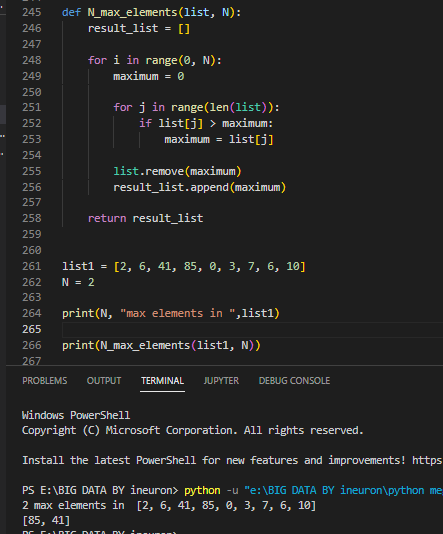 245 def N_max_elements(list, N):
246 result_list = []
247
248 for i in range(0, N):
249 maximum = 0
250
251 for j in range(len(list)):
252 if list[j] > maximum:
253 maximum = list[j]
254
255 list.remove(maximum)
256 result_list.append(maximum)
257
258 return result_list
259
260
261 list1 = [2, 6, 41, 85, 0, 3, 7, 6, 10]
262 N = 2
263
264 print(N, "max elements in ",list1)
265
266 print(N_max_elements(list1, N))
267
PROBLEMS OUTPUT TERMINAL JUPYTER DEBUG CONSOLE
Windows PowerShell
Copyright (C) Microsoft Corporation. All rights reserved.
Install the latest PowerShell for new features and improvements! https
PS E:\BIG DATA BY ineuron> python -u "e:\BIG DATA BY ineuron\python me
2 max elements in  [2, 6, 41, 85, 0, 3, 7, 6, 10]
[85, 41]
PS E:\BIG DATA BY ineuron>